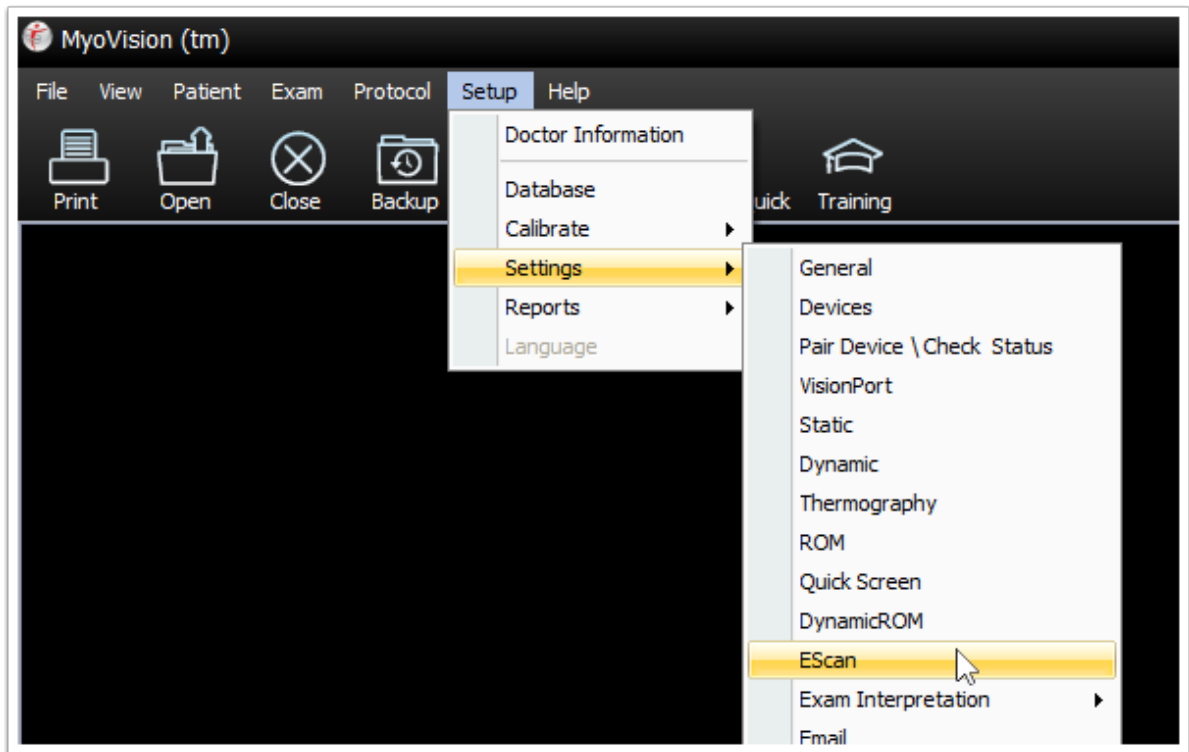 MyoVision (tm)
File View Patient Exam Protocol Setup Help
Print Open Close Backup uick Training
Doctor Information
Database
Calibrate
Settings
Reports
Language
General
Devices
Pair Device \ Check Status
VisionPort
Static
Dynamic
Thermography
ROM
Quick Screen
DynamicROM
EScan
Exam Interpretation
Email